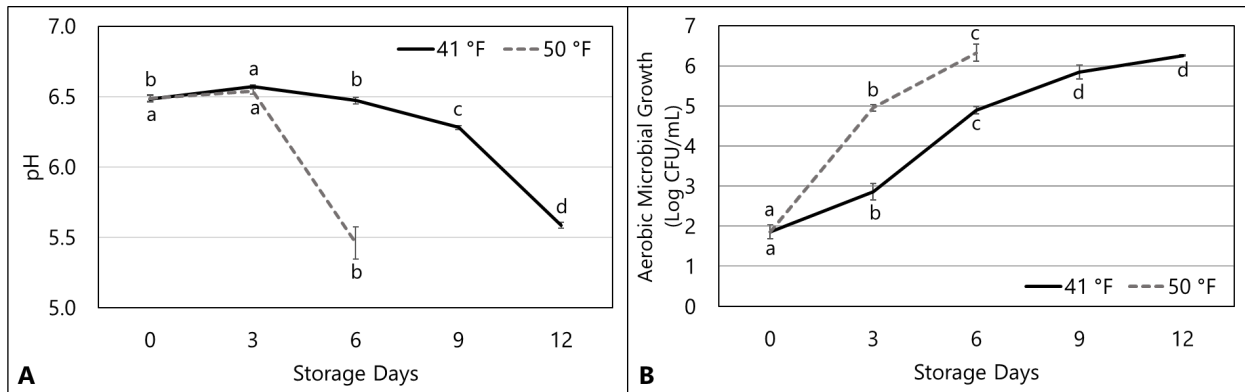 7.0
6.5
6.0
5.5
5.0
pH
41 °F
50 °F
b
a
b
c
d
a
a
b
0
3
6
9
12
Storage Days
A
7
6
5
4
3
2
1
0
Aerobic Microbial Growth
(Log CFU/mL)
a
b
c
a
b
c
d
d
41 °F
50 °F
0
3
6
9
12
Storage Days
B